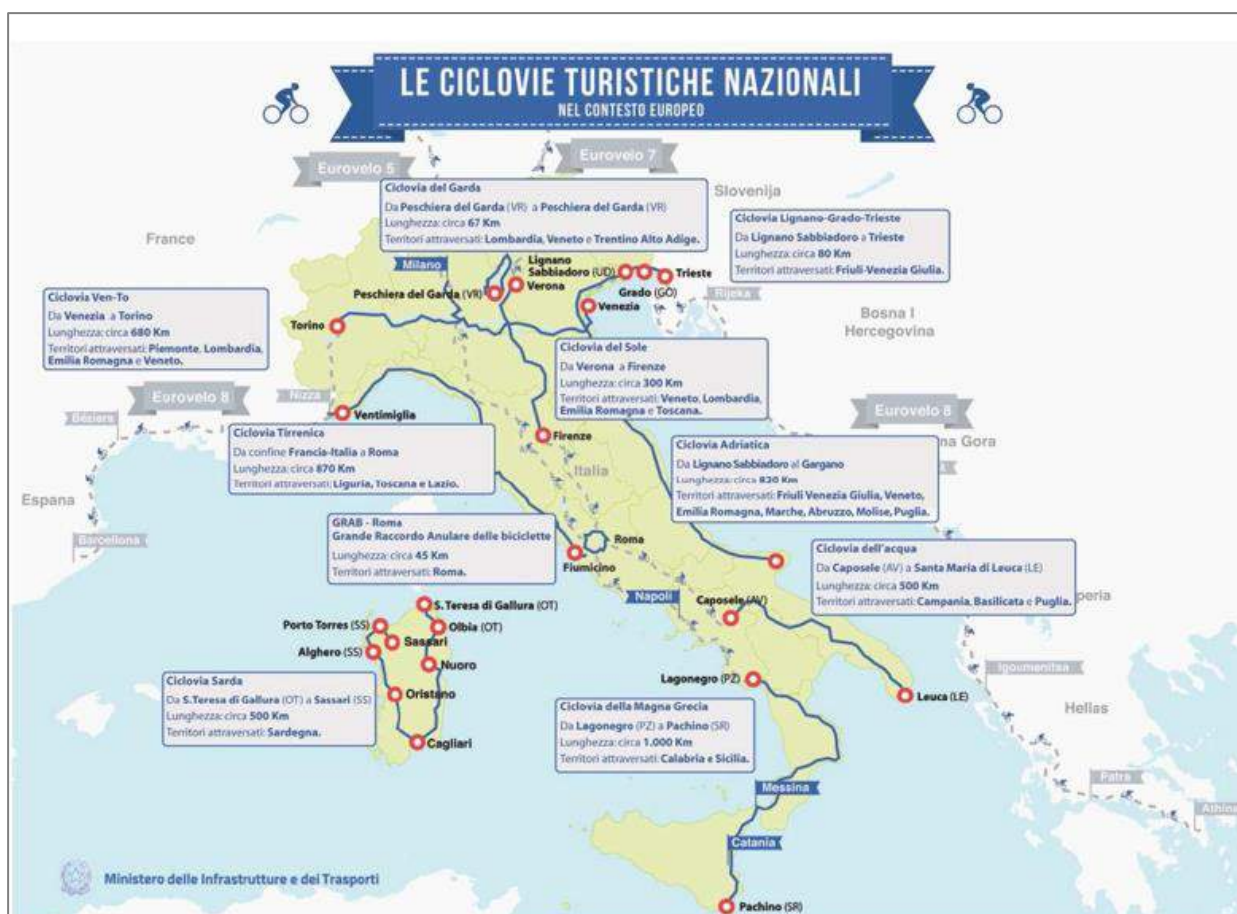 LE CICLOVIE TURISTICHE NAZIONALI
NEL CONTESTO EUROPEO
Eurovelo 5
Eurovelo 7
Slovenija
France
Ciclovia del Garda
Da Peschiera del Garda (VR) a Peschiera del Garda (VR)
Lunghezza: circa 67 Km
Territori attraversati: Lombardia, Veneto e Trentino Alto Adige.
Ciclovia Lignano-Grado-Trieste
Da Lignano Sabbiadoro a Trieste
Lunghezza: circa 80 Km
Territori attraversati: Friuli-Venezia Giulia.
Milano
Lignano
Sabbiadoro (UD)
Trieste
Peschiera del Garda (VR)
Verona
Grado (GO)
Rijeka
Venezia
Bosna I
Hercegovina
Ciclovia Ven-To
Da Venezia a Torino
Lunghezza: circa 680 Km
Territori attraversati: Piemonte, Lombardia,
Emilia Romagna e Veneto.
Torino
Ciclovia del Sole
Da Verona a Firenze
Lunghezza: circa 300 Km
Territori attraversati: Veneto, Lombardia,
Emilia Romagna e Toscana.
Nizza
Eurovelo 8
Eurovelo 8
Béziers
Ventimiglia
Firenze
Italia
Ciclovia Tirrenica
Da confine Francia-Italia a Roma
Lunghezza: circa 870 Km
Territori attraversati: Liguria, Toscana e Lazio.
Ciclovia Adriatica
Da Lignano Sabbiadoro al Gargano
Lunghezza: circa 820 Km
Territori attraversati: Friuli Venezia Giulia, Veneto,
Emilia Romagna, Marche, Abruzzo, Molise, Puglia.
na Gora
Espana
Barcellona
GRAB - Roma
Grande Raccordo Anulare delle biciclette
Lunghezza: circa 45 Km
Territori attraversati: Roma.
Roma
Fiumicino
Ciclovia dell'acqua
Da Caposele (AV) a Santa Maria di Leuca (LE)
Lunghezza: circa 500 Km
Territori attraversati: Campania, Basilicata e Puglia.
peria
Napoli
Caposele (AV)
S. Teresa di Gallura (OT)
Porto Torres (SS)
Olbia (OT)
Sassari
Alghero (SS)
Nuoro
Oristano
Cagliari
Igoumenitsa
Lagonegro (PZ)
Leuca (LE)
Hellas
Ciclovia Sarda
Da S.Teresa di Gallura (OT) a Sassari (SS)
Lunghezza: circa 500 Km
Territori attraversati: Sardegna.
Ciclovia della Magna Grecia
Da Lagonegro (PZ) a Pachino (SR)
Lunghezza: circa 1.000 Km
Territori attraversati: Calabria e Sicilia.
Messina
Patra
Athina
Catania
Pachino (SR)
Ministero delle Infrastrutture e dei Trasporti